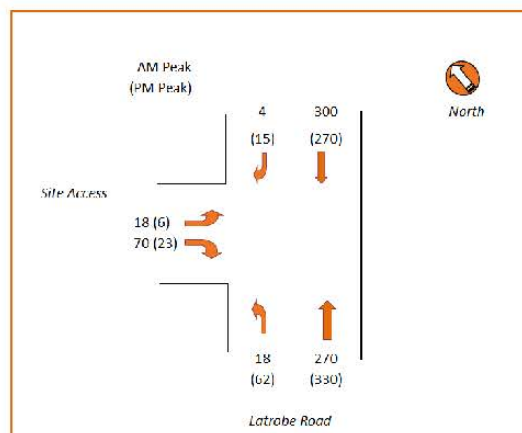 AM Peak
(PM Peak)
4 300
(15) (270)
North
Site Access
18 (6)
70 (23)
18 270
(62) (330)
Latrobe Road